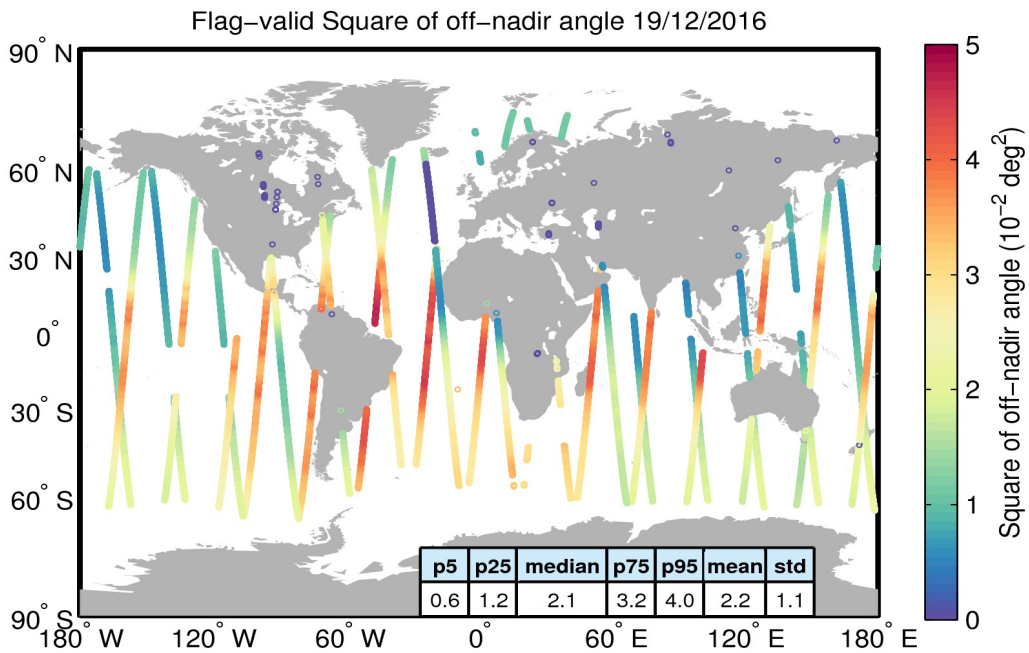 Flag-valid Square of off-nadir angle 19/12/2016
90° N
60° N
30° N
0°
30° S
60° S
90° S
180° W
120° W
60° W
0°
60° E
120° E
180° E
p5 p25 median p75 p95 mean std
0.6 1.2 2.1 3.2 4.0 2.2 1.1
5
4
3
2
1
0
Square of off-nadir angle (10⁻² deg²)